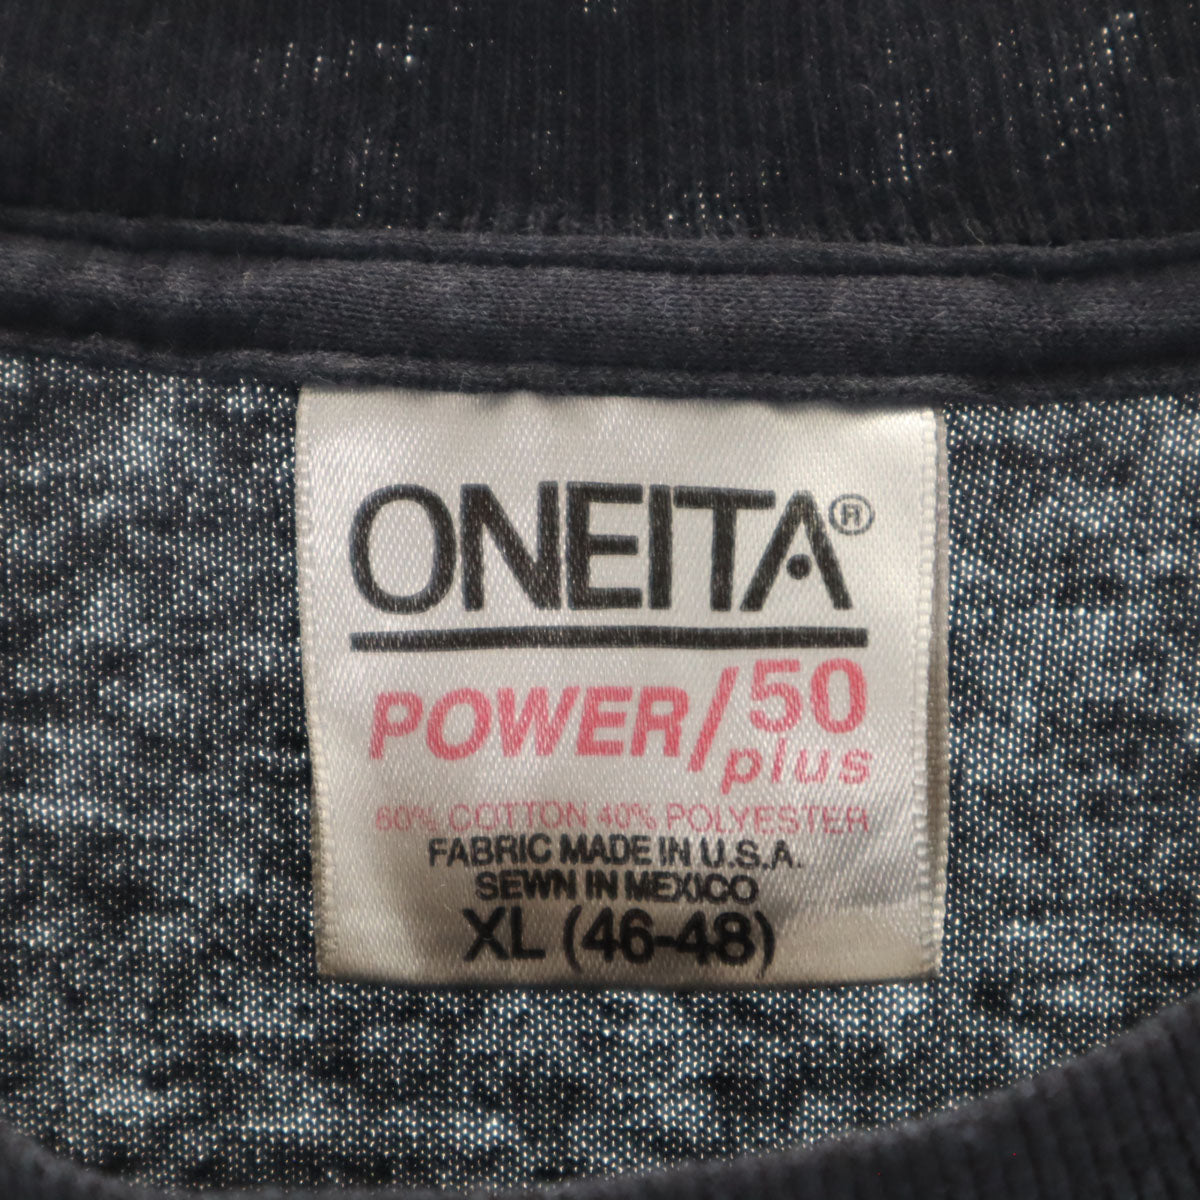 ONEITA®
POWER/50 plus
60% COTTON 40% POLYESTER
FABRIC MADE IN U.S.A.
SEWN IN MEXICO
XL (46-48)